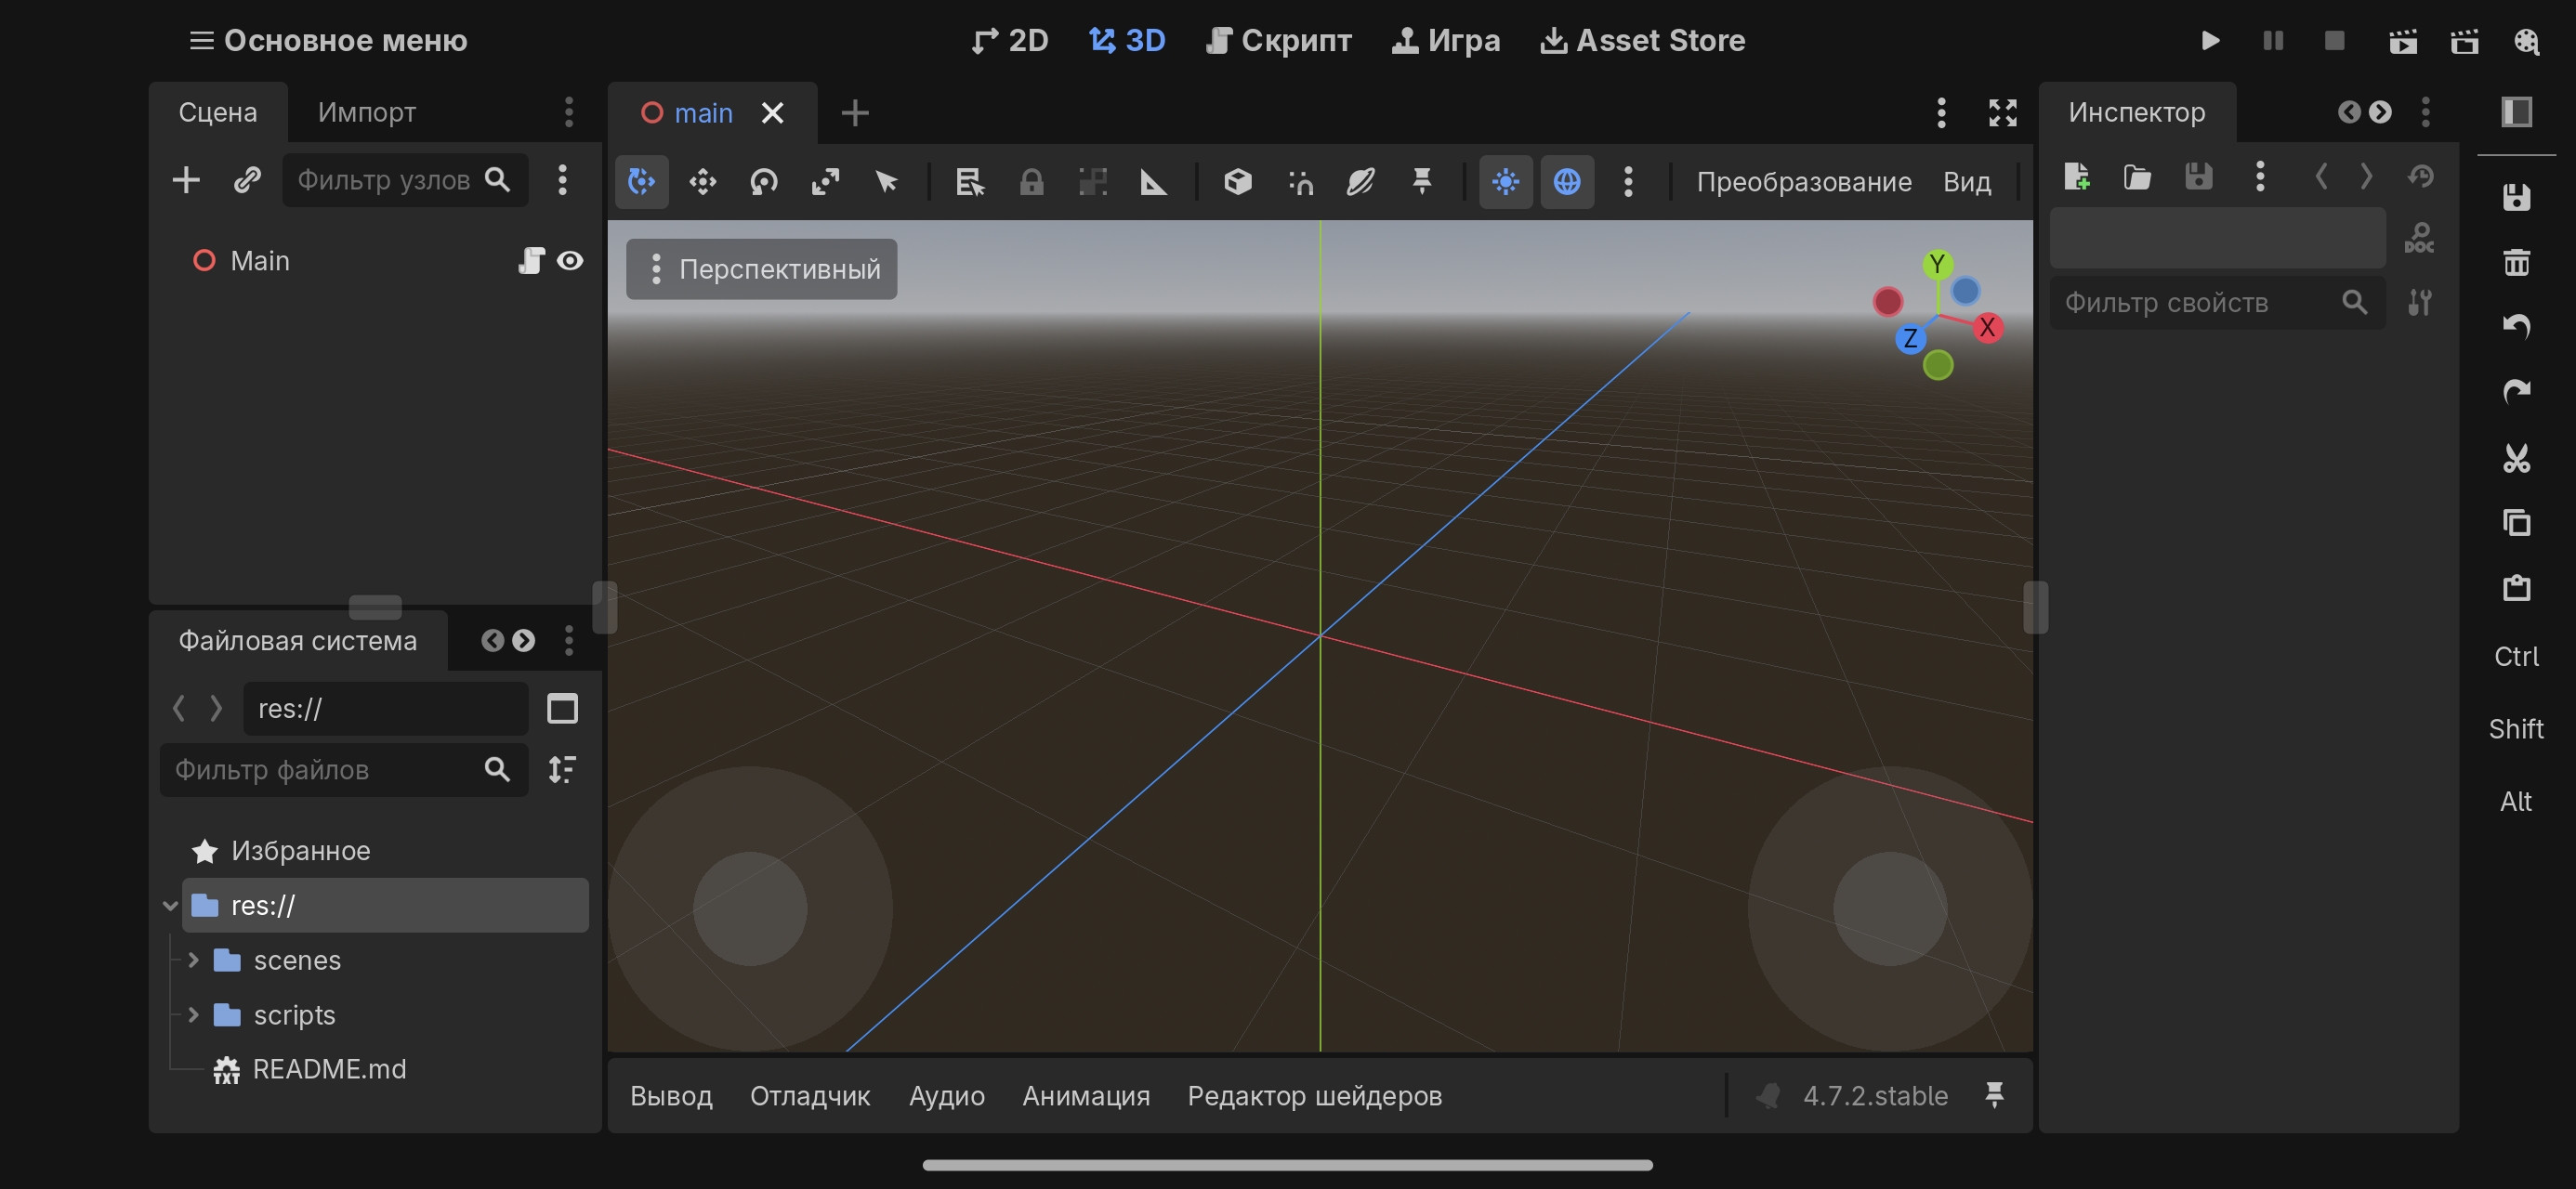 Основное меню
2D 3D Скрипт Игра Asset Store
Сцена Импорт
main
Инспектор
Фильтр узлов
Преобразование Вид
Main
DOC
Фильтр свойств
Перспективный
Y
X
Z
Файловая система
res://
Фильтр файлов
Избранное
res://
scenes
scripts
TXT README.md
Ctrl
Shift
Alt
Вывод Отладчик Аудио Анимация Редактор шейдеров 4.7.2.stable